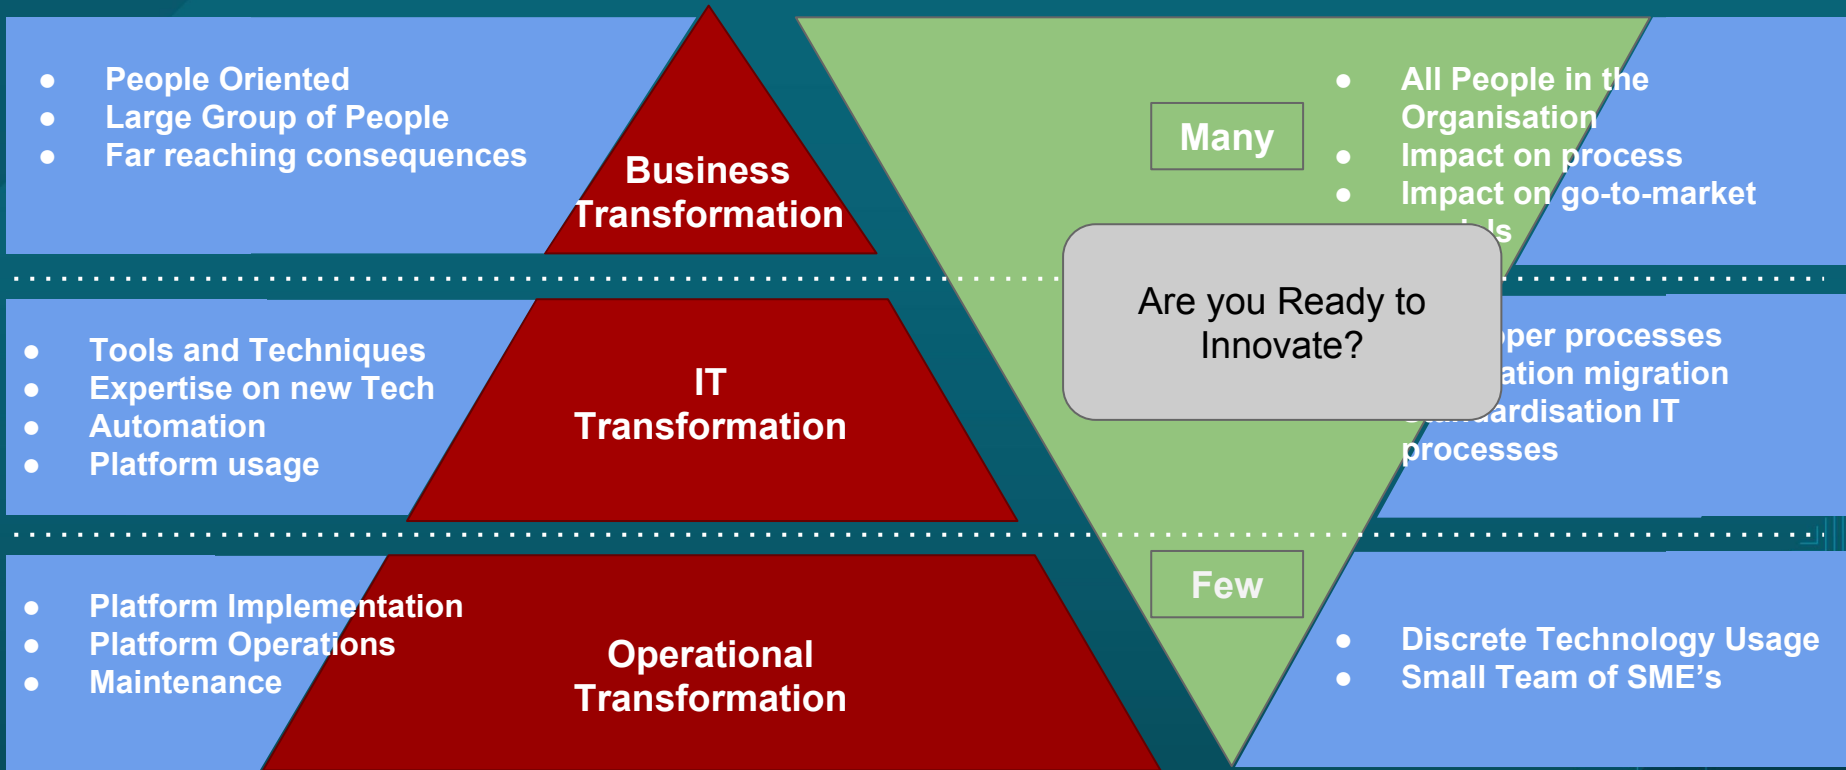 People Oriented
Large Group of People
Far reaching consequences
Business
Transformation
Many
All People in the
Organisation
Impact on process
Impact on go-to-market
Are you Ready to
Innovate?
Tools and Techniques
Expertise on new Tech
Automation
Platform usage
IT
Transformation
processes
migration
IT
processes
Few
Platform Implementation
Platform Operations
Maintenance
Operational
Transformation
Discrete Technology Usage
Small Team of SME's